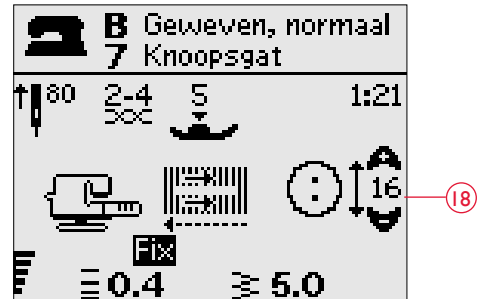 B Geweven, normaal
7 Knoopsgat
80 2-4 5 1:21
16
18
Fix
0.4 5.0